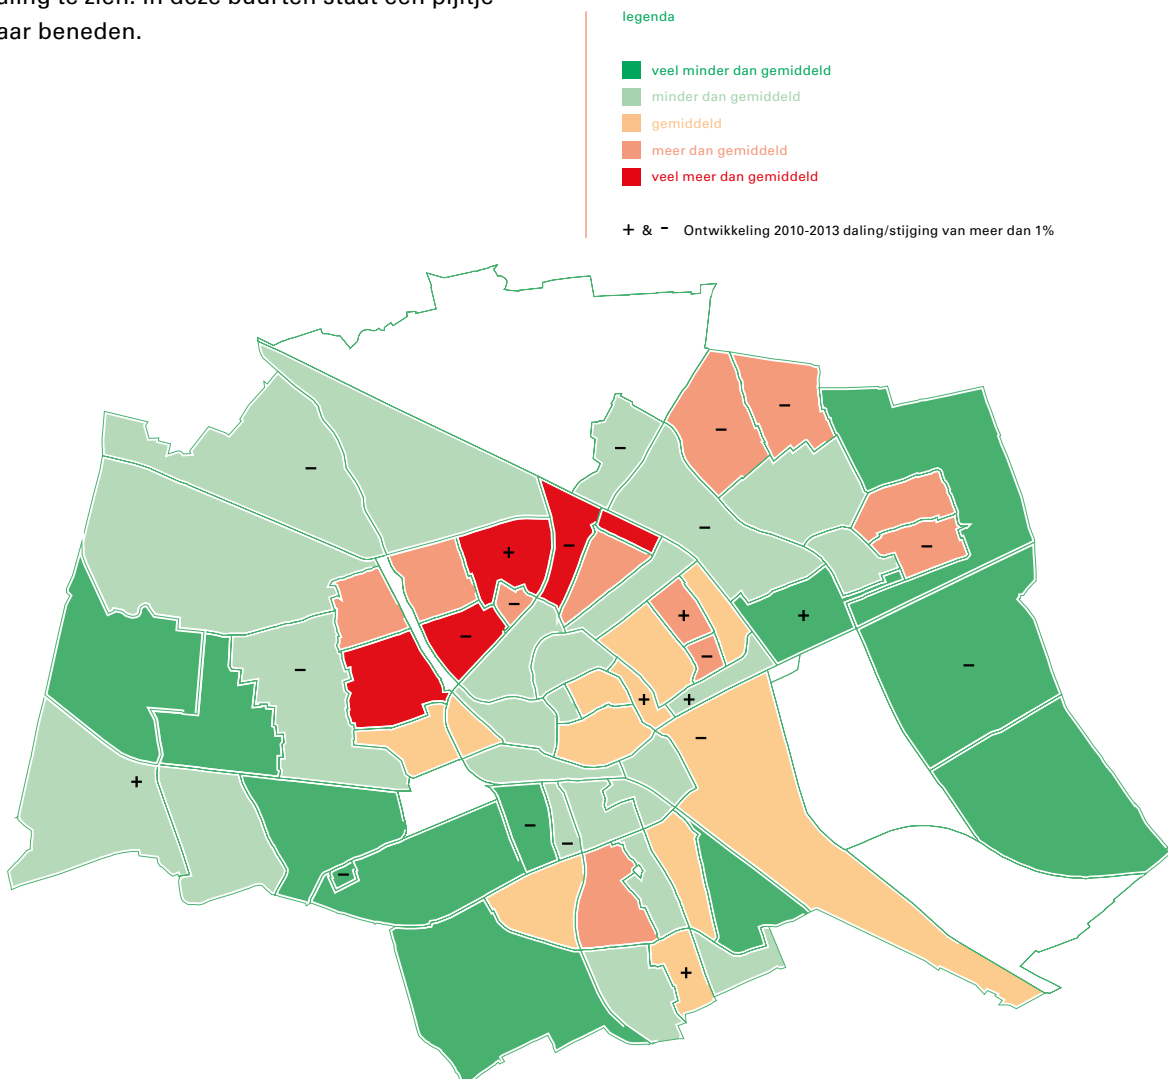 aar beneden.
legenda
veel minder dan gemiddeld
minder dan gemiddeld
gemiddeld
meer dan gemiddeld
veel meer dan gemiddeld
+ & - Ontwikkeling 2010-2013 daling/stijging van meer dan 1%